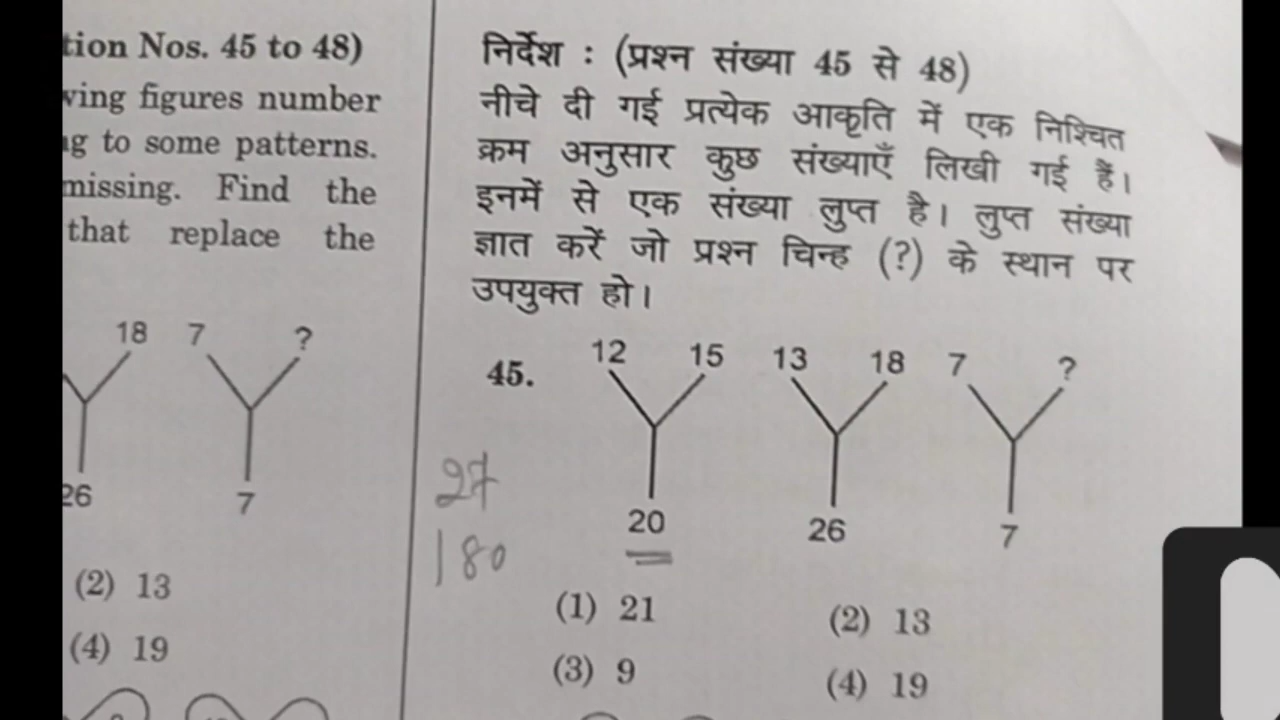 tion Nos. 45 to 48)
ving figures number
g to some patterns.
missing. Find the
that replace the
18 7 ?
26 7
(2) 13
(4) 19
निर्देश : (प्रश्न संख्या 45 से 48)
नीचे दी गई प्रत्येक आकृति में एक निश्चित
क्रम अनुसार कुछ संख्याएँ लिखी गई हैं।
इनमें से एक संख्या लुप्त है। लुप्त संख्या
ज्ञात करें जो प्रश्न चिन्ह (?) के स्थान पर
उपयुक्त हो।
45. 12 15 13 18 7 ?
27
20 26 7
180
(1) 21 (2) 13
(3) 9 (4) 19